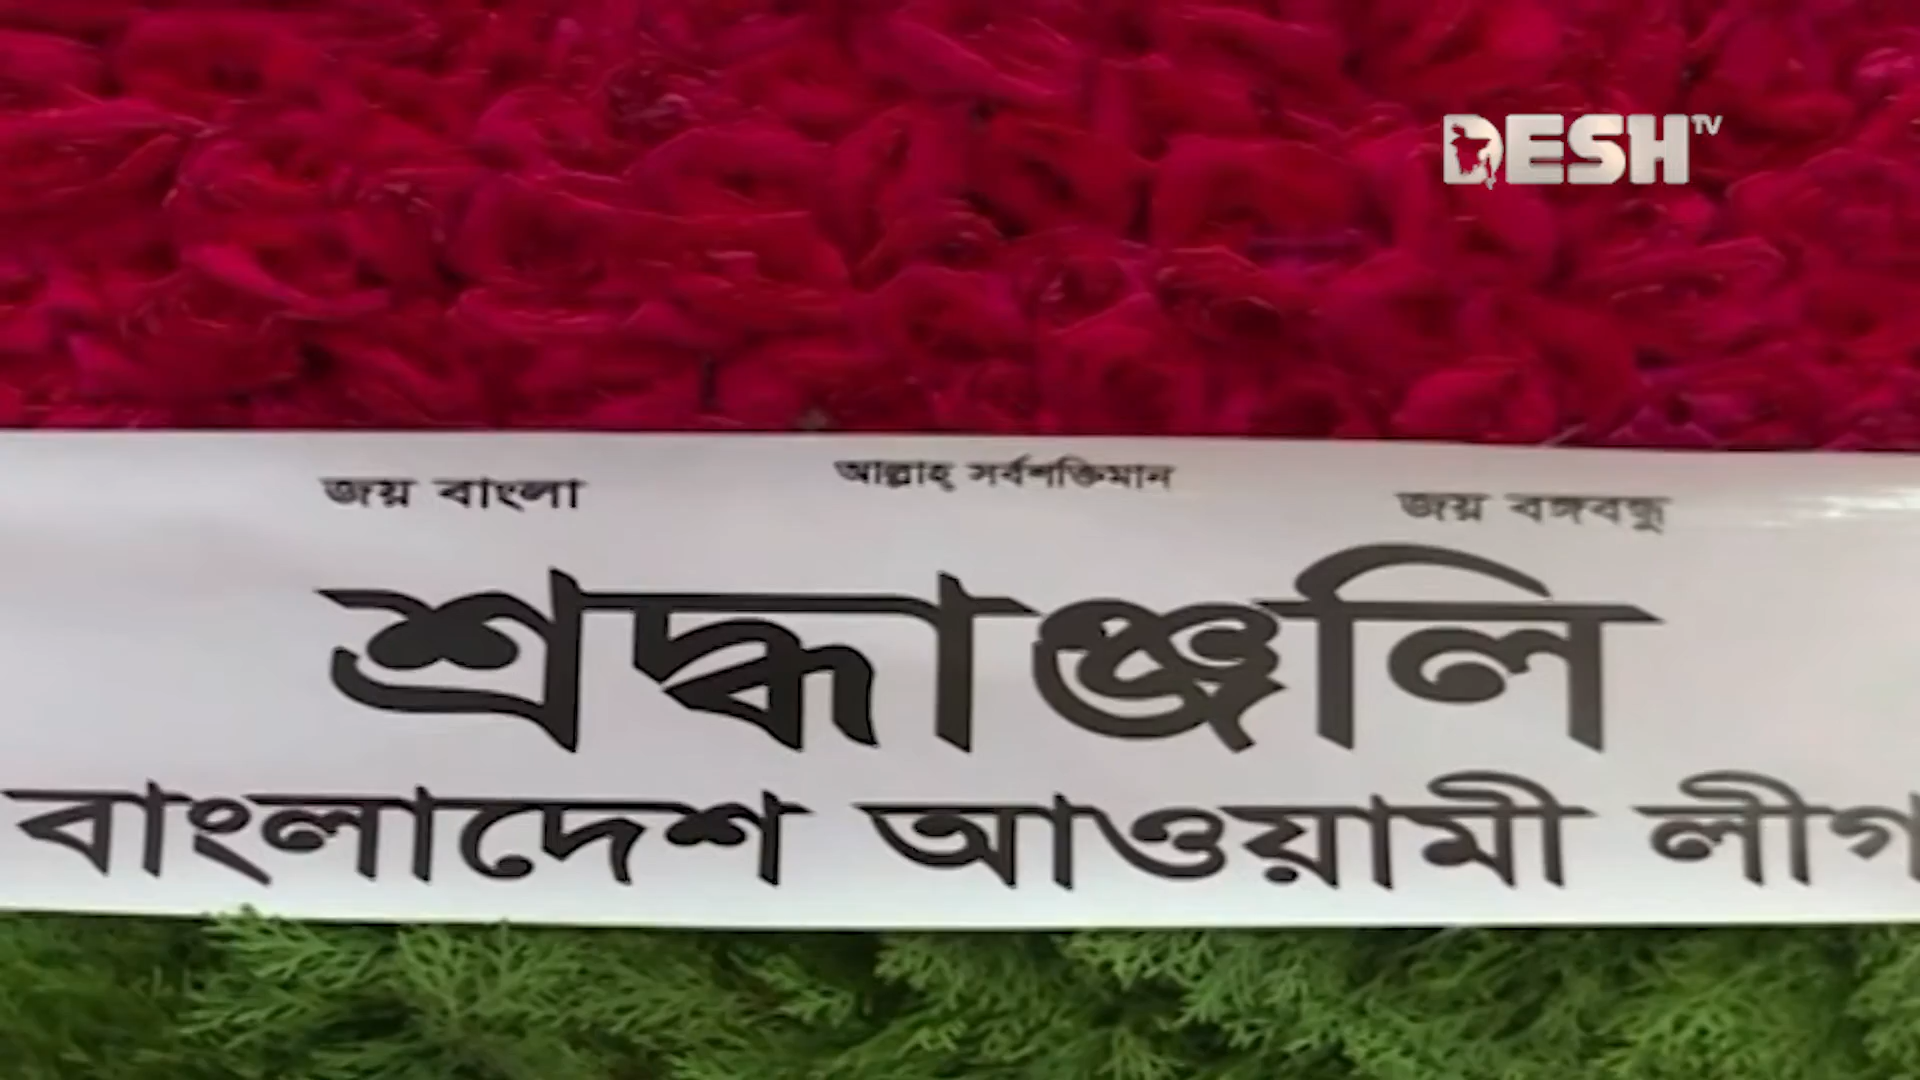 DESH TV
জয় বাংলা আল্লাহ্ সর্বশক্তিমান জয় বঙ্গবন্ধু
শ্রদ্ধাঞ্জলি
বাংলাদেশ আওয়ামী লীগ